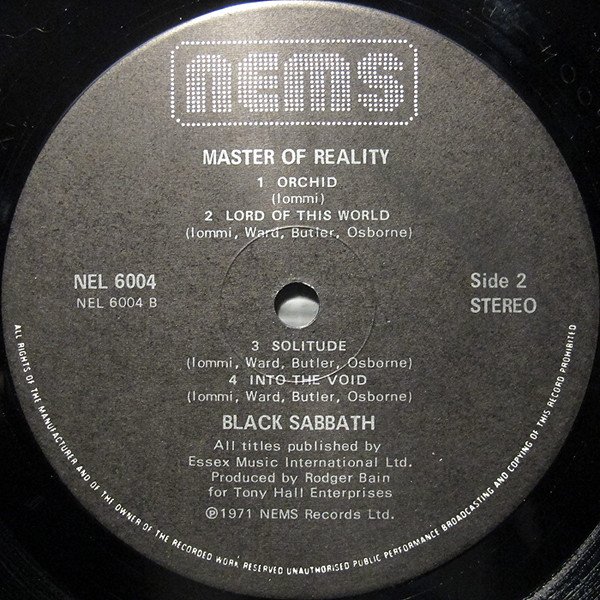 nems
MASTER OF REALITY
1 ORCHID
(Iommi)
2 LORD OF THIS WORLD
(Iommi, Ward, Butler, Osborne)
NEL 6004
NEL 6004 B
Side 2
STEREO
3 SOLITUDE
(Iommi, Ward, Butler, Osborne)
4 INTO THE VOID
(Iommi, Ward, Butler, Osborne)
BLACK SABBATH
All titles published by
Essex Music International Ltd.
Produced by Rodger Bain
for Tony Hall Enterprises
℗1971 NEMS Records Ltd.
ALL RIGHTS OF THE MANUFACTURER AND OF THE OWNER OF THE RECORDED WORK RESERVED UNAUTHORISED PUBLIC PERFORMANCE BROADCASTING AND COPYING OF THIS RECORD PROHIBITED